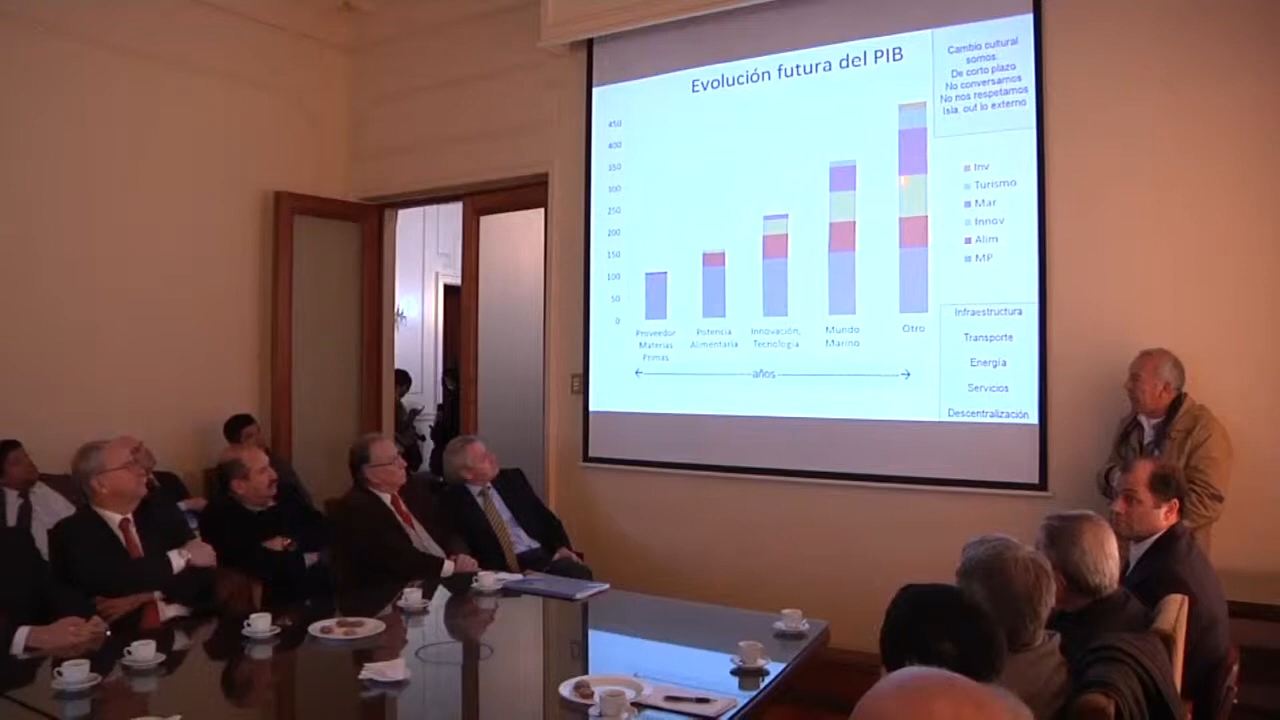 Evolución futura del PIB
Cambio cultural
somos:
De corto plazo
No conversamos
No nos respetamos
Isla, out lo externo
450
400
350
300
250
200
150
100
50
0
Inv
Turismo
Mar
Innov
Alim
MP
Proveedor
Materias
Primas
Potencia
Alimentaria
Innovación,
Tecnología
Mundo
Marino
Otro
años
Infraestructura
Transporte
Energía
Servicios
Descentralización